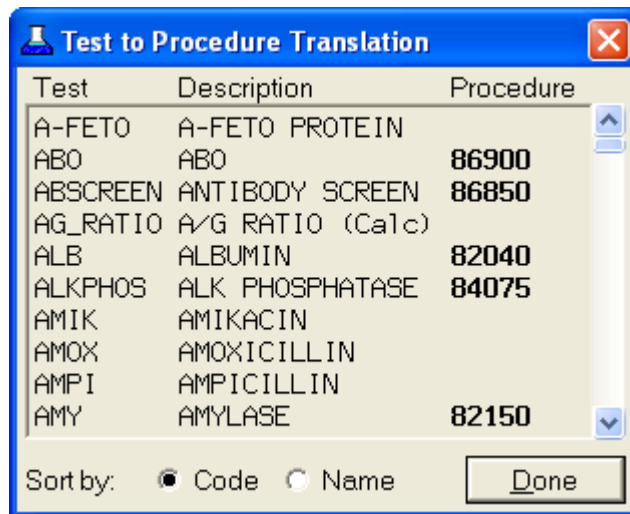 Test to Procedure Translation
Test Description Procedure
A-FETO A-FETO PROTEIN
ABO ABO 86900
ABSCREEN ANTIBODY SCREEN 86850
AG_RATIO A/G RATIO (Calc)
ALB ALBUMIN 82040
ALKPHOS ALK PHOSPHATASE 84075
AMIK AMIKACIN
AMOX AMOXICILLIN
AMPI AMPICILLIN
AMY AMYLASE 82150
Sort by: Code Name Done